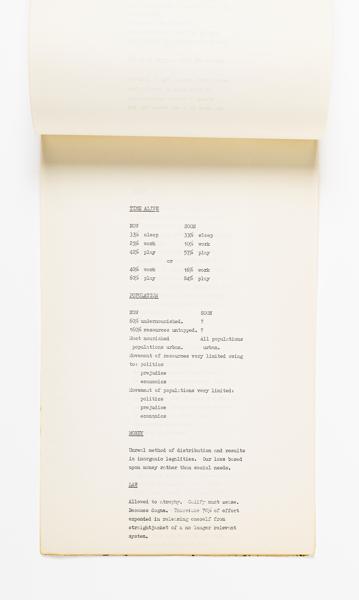 TIME ALIVE
NOW SOON
33% sleep 33% sleep
25% work 10% work
42% play 57% play
or
40% work 16% work
60% play 84% play
POPULATION
NOW SOON
60% undernourished. ?
160% resources untapped. ?
Most nourished All populations
populations urban. urban.
Movement of resources very limited owing
to: politics
prejudice
economics
Movement of populations very limited:
politics
prejudice
economics
MONEY
Unreal method of distribution and results
in inorganic legalities. Our laws based
upon money rather than social needs.
LAW
Allowed to atrophy. Codify must cease.
Becomes dogma. Therefore 70% of effort
expended in releasing oneself from
straightjacket of a no longer relevant
system.